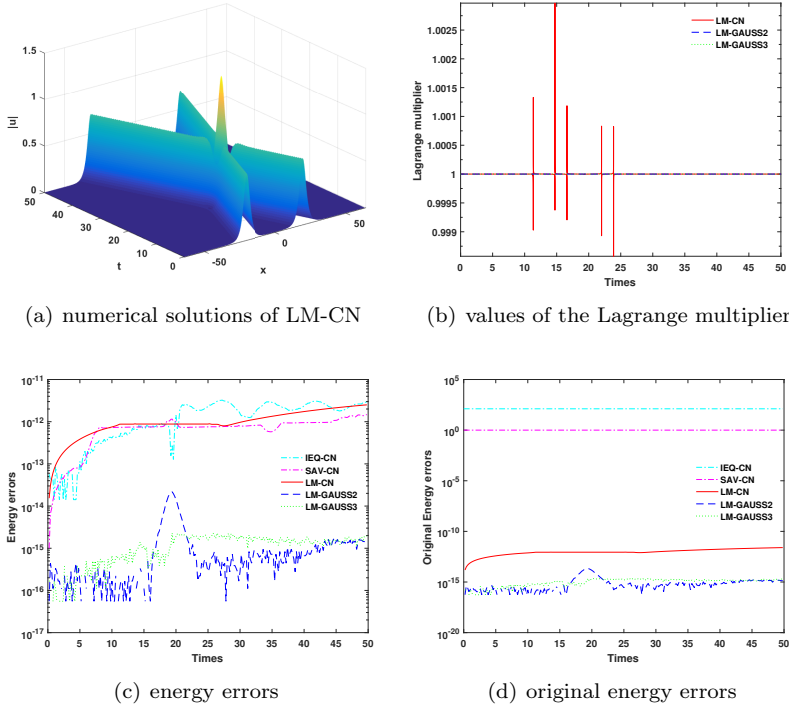 1.5
1
0.5
0
|u|
50
40
30
20
10
0
t
-50
0
50
x
(a) numerical solutions of LM-CN
1.0025
1.002
1.0015
1.001
1.0005
1
0.9995
0.999
Lagrange multiplier
LM-CN
LM-GAUSS2
LM-GAUSS3
0 5 10 15 20 25 30 35 40 45 50
Times
(b) values of the Lagrange multiplier
10^-11
10^-12
10^-13
10^-14
10^-15
10^-16
10^-17
Energy errors
IEQ-CN
SAV-CN
LM-CN
LM-GAUSS2
LM-GAUSS3
0 5 10 15 20 25 30 35 40 45 50
Times
(c) energy errors
10^5
10^0
10^-5
10^-10
10^-15
10^-20
Original Energy errors
IEQ-CN
SAV-CN
LM-CN
LM-GAUSS2
LM-GAUSS3
0 5 10 15 20 25 30 35 40 45 50
Times
(d) original energy errors